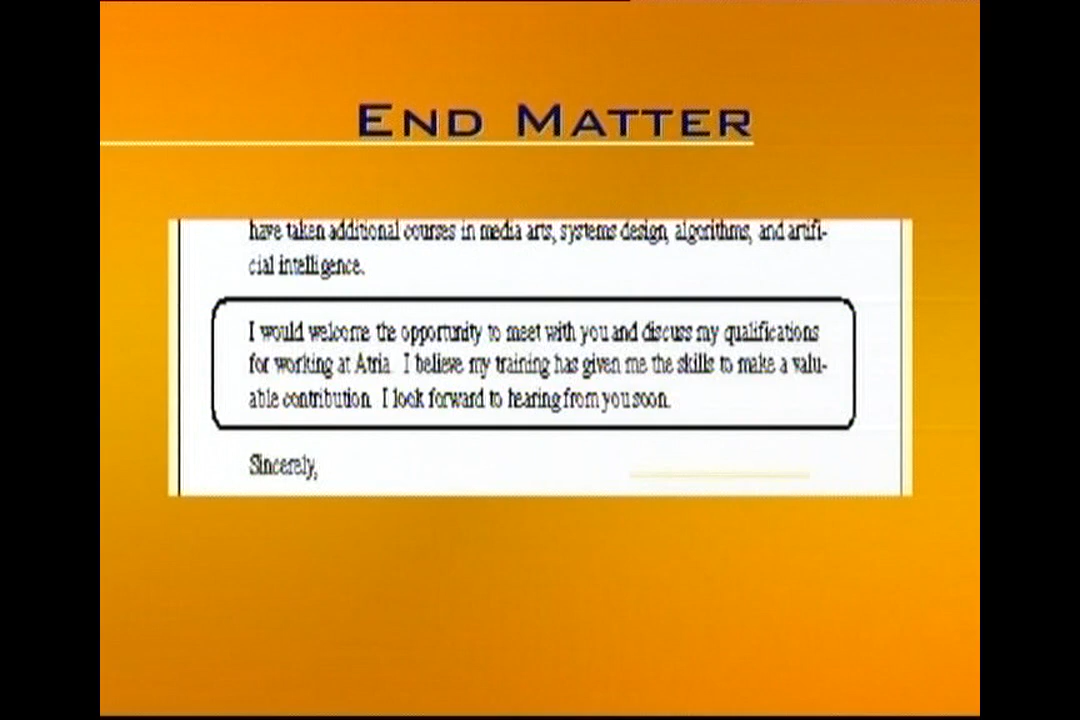 END MATTER
have taken additional courses in media arts, systems design, algorithms, and artifi-
cial intelligence.
I would welcome the opportunity to meet with you and discuss my qualifications
for working at Atria. I believe my training has given me the skills to make a valu-
able contribution. I look forward to hearing from you soon.
Sincerely,